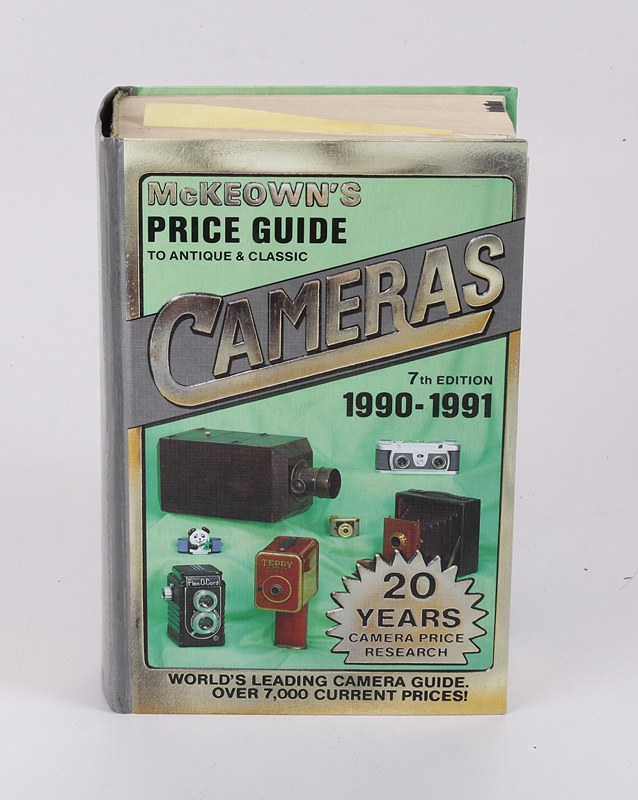 McKEOWN'S
PRICE GUIDE
TO ANTIQUE & CLASSIC
CAMERAS
7th EDITION
1990-1991
Flex-O-Cord
TEDDY
20
YEARS
CAMERA PRICE
RESEARCH
WORLD'S LEADING CAMERA GUIDE.
OVER 7,000 CURRENT PRICES!